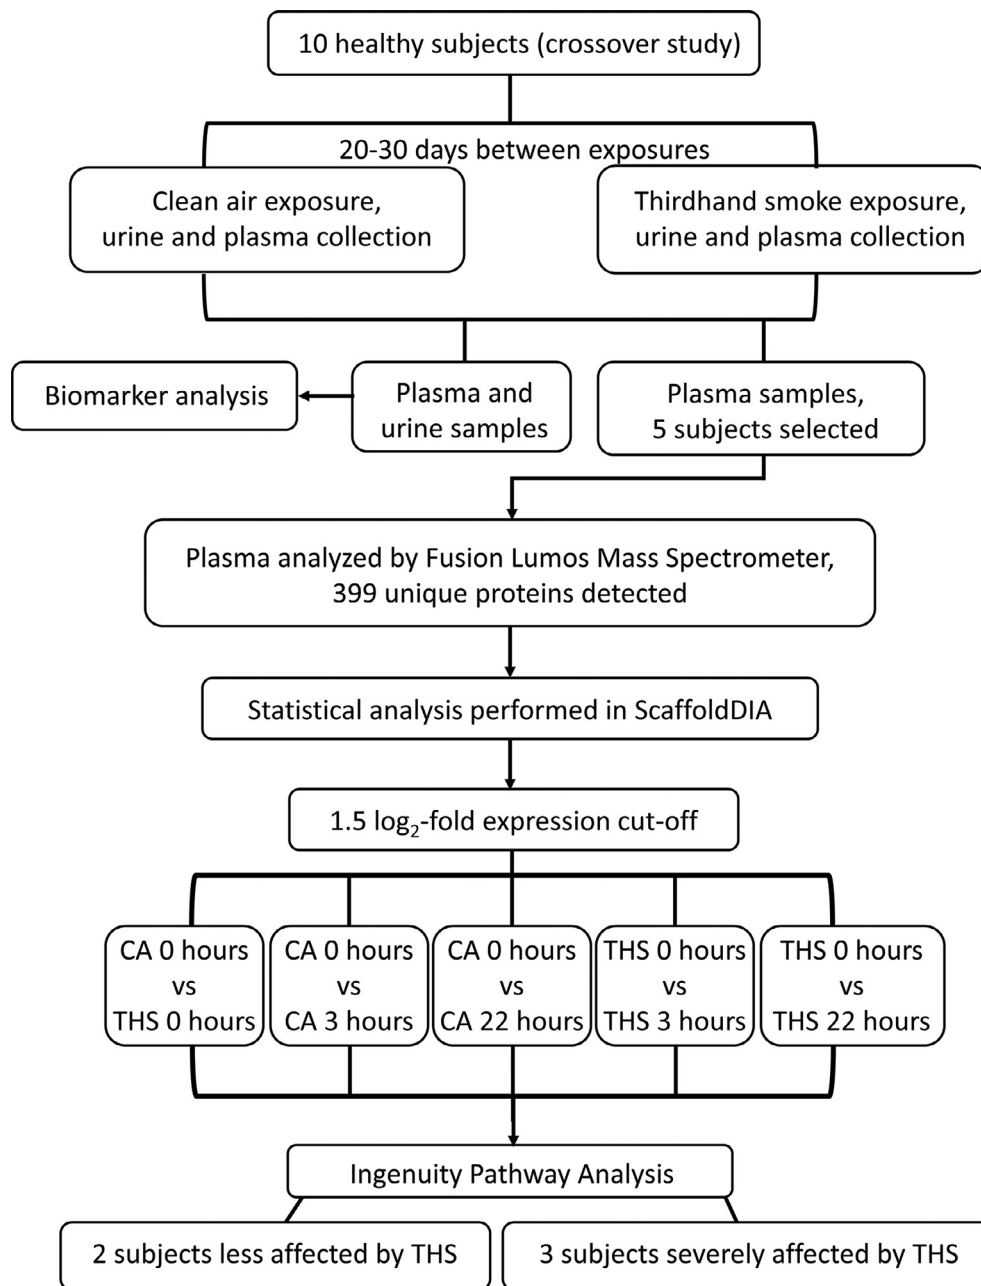 10 healthy subjects (crossover study)
20-30 days between exposures
Clean air exposure,
urine and plasma collection
Thirdhand smoke exposure,
urine and plasma collection
Biomarker analysis
Plasma and
urine samples
Plasma samples,
5 subjects selected
Plasma analyzed by Fusion Lumos Mass Spectrometer,
399 unique proteins detected
Statistical analysis performed in ScaffoldDIA
1.5 log₂-fold expression cut-off
CA 0 hours
vs
THS 0 hours
CA 0 hours
vs
CA 3 hours
CA 0 hours
vs
CA 22 hours
THS 0 hours
vs
THS 3 hours
THS 0 hours
vs
THS 22 hours
Ingenuity Pathway Analysis
2 subjects less affected by THS
3 subjects severely affected by THS